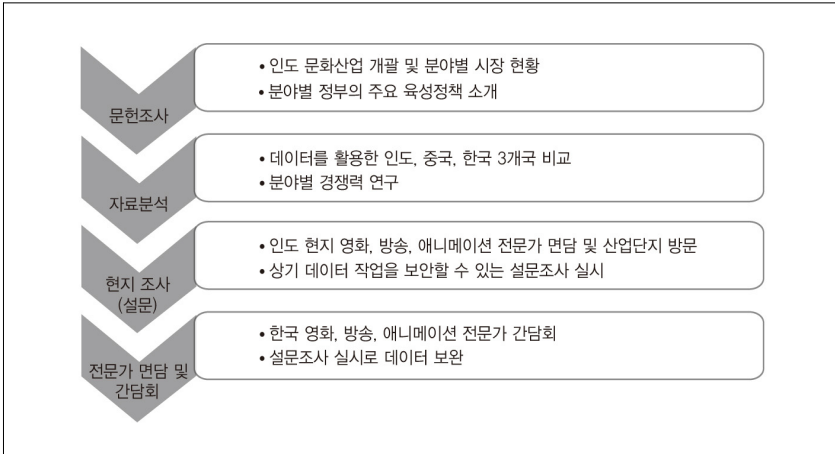 문헌조사
• 인도 문화산업 개괄 및 분야별 시장 현황
• 분야별 정부의 주요 육성정책 소개
자료분석
• 데이터를 활용한 인도, 중국, 한국 3개국 비교
• 분야별 경쟁력 연구
현지 조사
(설문)
• 인도 현지 영화, 방송, 애니메이션 전문가 면담 및 산업단지 방문
• 상기 데이터 작업을 보안할 수 있는 설문조사 실시
전문가 면담 및
간담회
• 한국 영화, 방송, 애니메이션 전문가 간담회
• 설문조사 실시로 데이터 보완